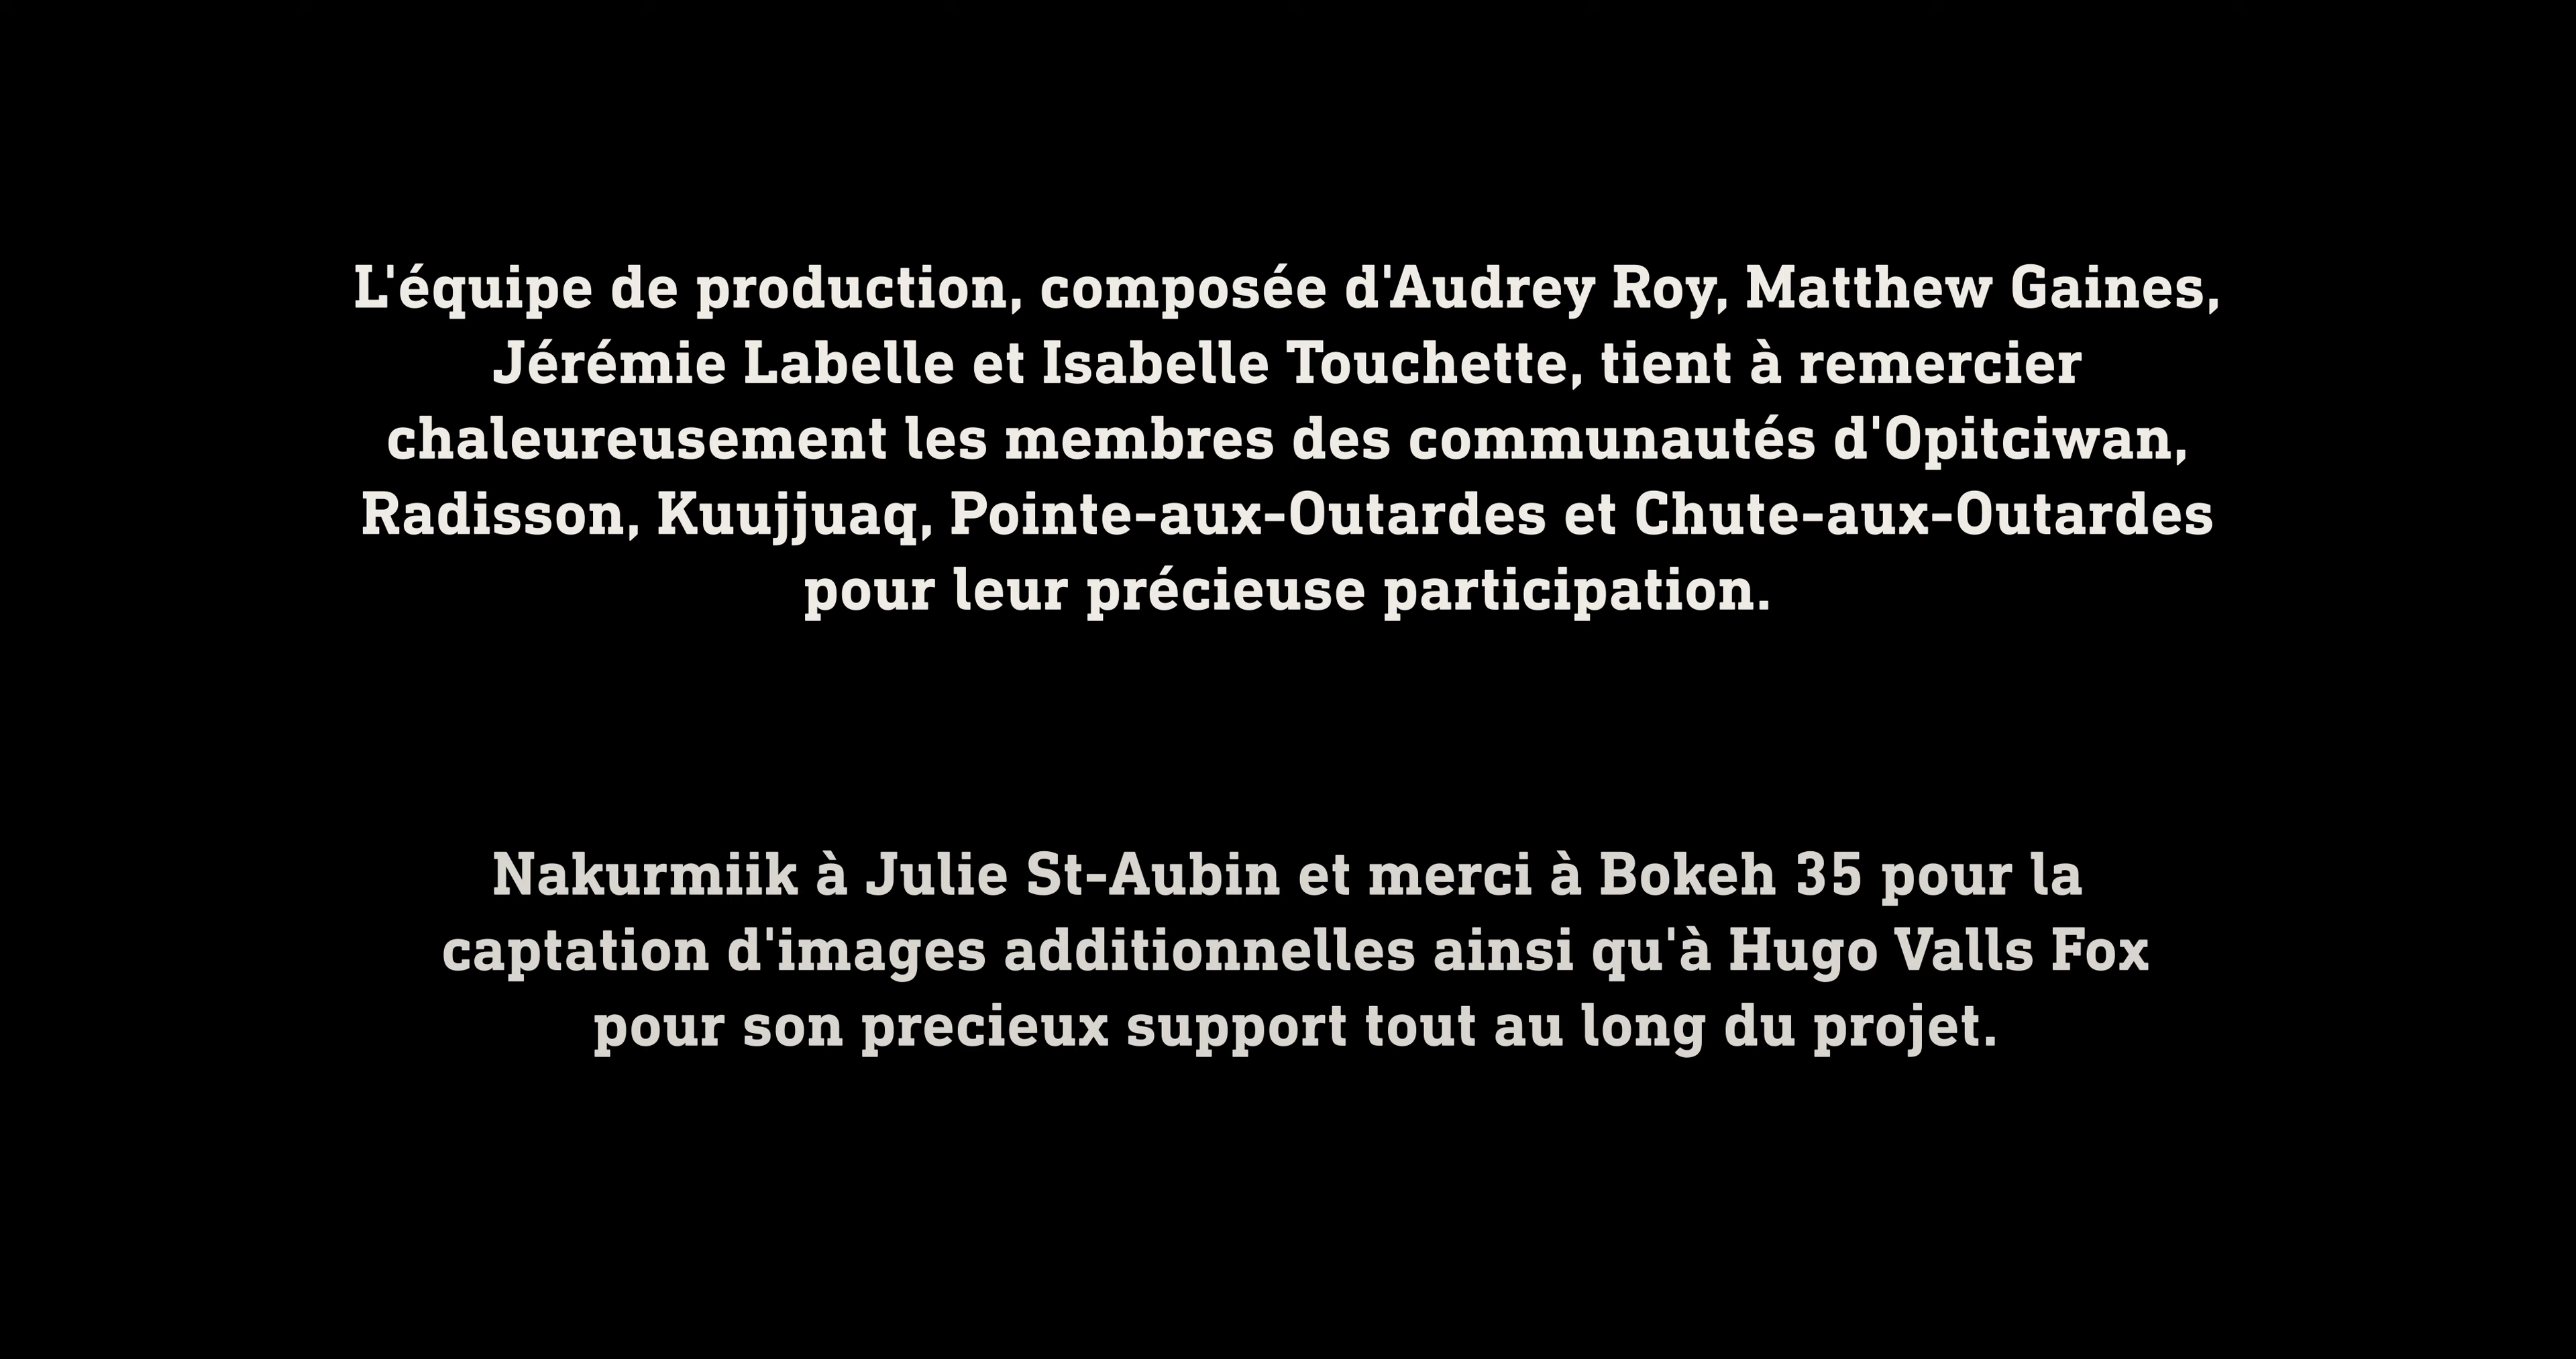 L'équipe de production, composée d'Audrey Roy, Matthew Gaines,
Jérémie Labelle et Isabelle Touchette, tient à remercier
chaleureusement les membres des communautés d'Opitciwan,
Radisson, Kuujjuaq, Pointe-aux-Outardes et Chute-aux-Outardes
pour leur précieuse participation.
Nakurmiik à Julie St-Aubin et merci à Bokeh 35 pour la
captation d'images additionnelles ainsi qu'à Hugo Valls Fox
pour son precieux support tout au long du projet.